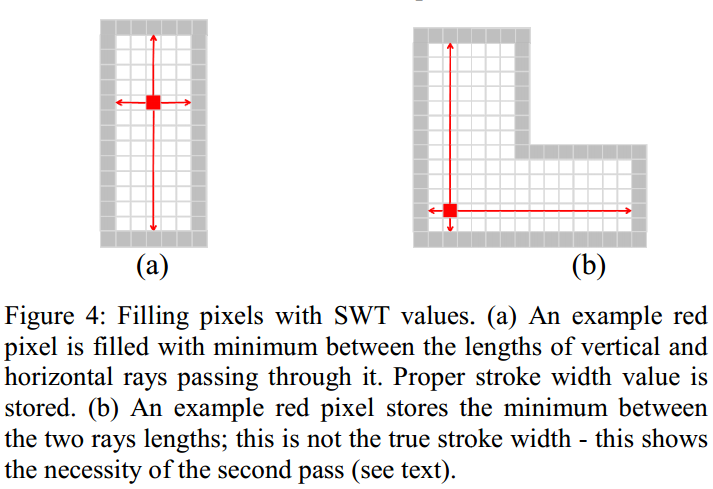 (a)
(b)
Figure 4: Filling pixels with SWT values. (a) An example red
pixel is filled with minimum between the lengths of vertical and
horizontal rays passing through it. Proper stroke width value is
stored. (b) An example red pixel stores the minimum between
the two rays lengths; this is not the true stroke width - this shows
the necessity of the second pass (see text).